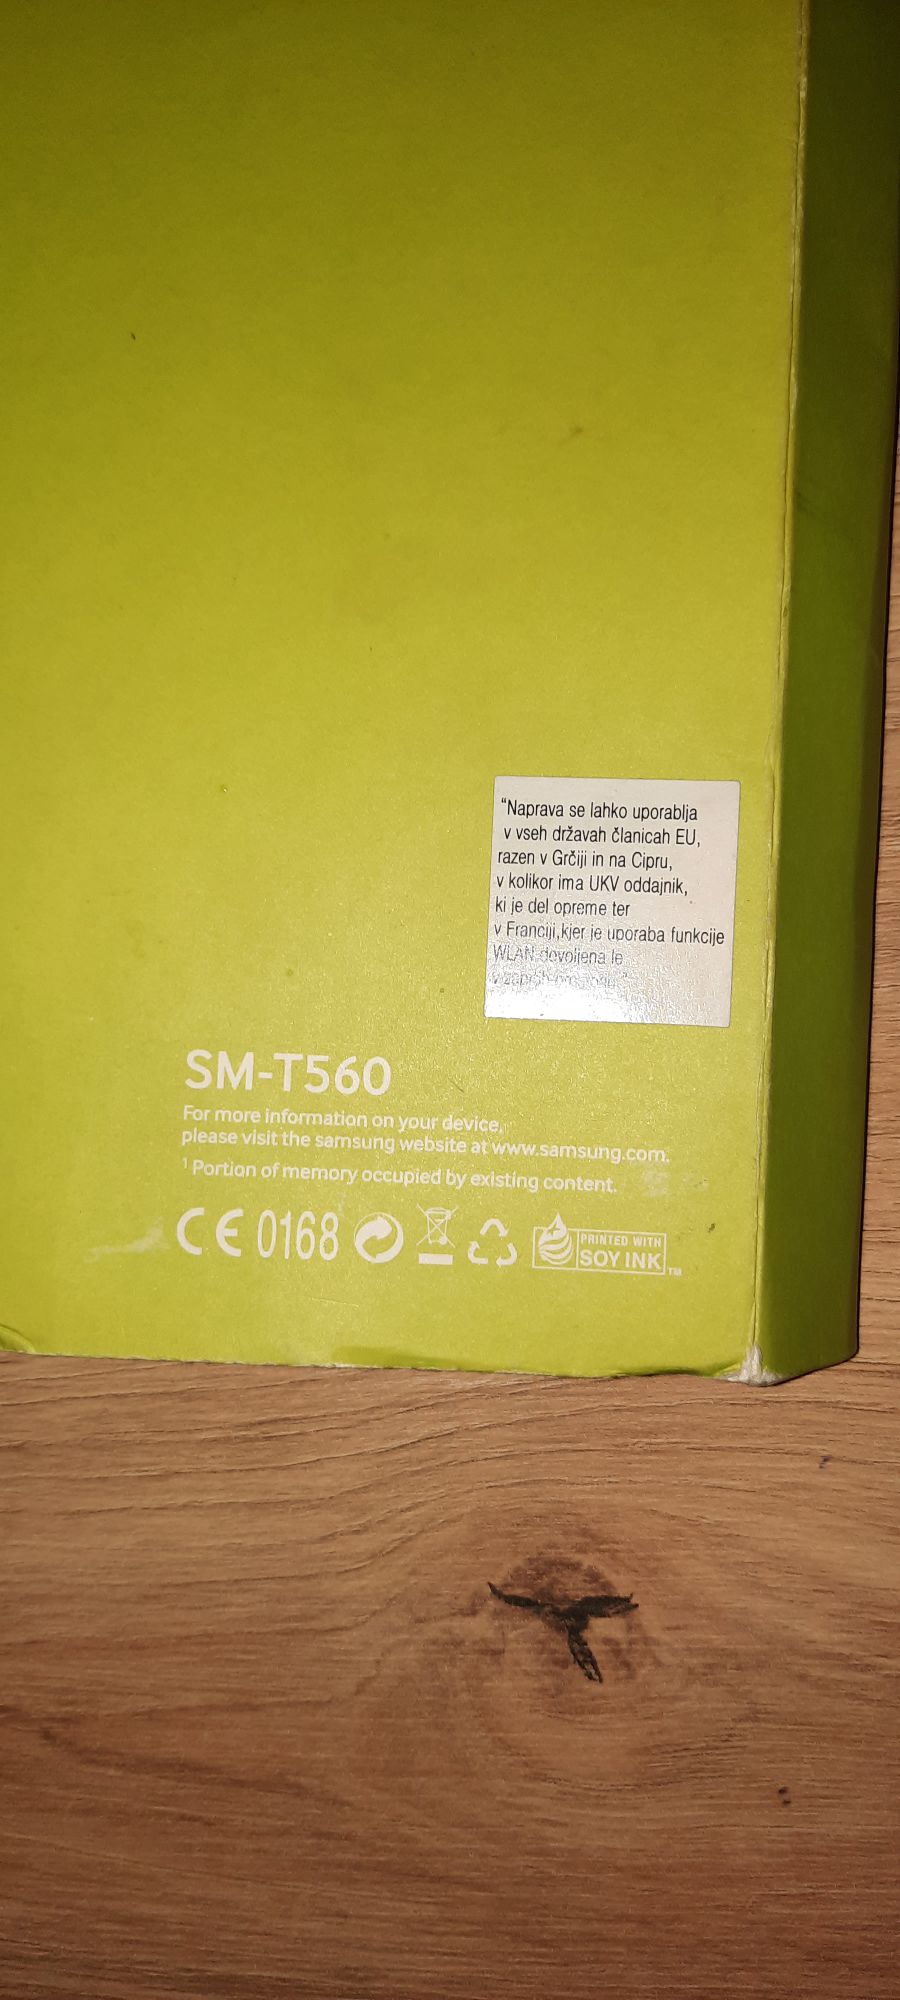 “Naprava se lahko uporablja
v vseh državah članicah EU,
razen v Grčiji in na Cipru,
v kolikor ima UKV oddajnik,
ki je del opreme ter
v Franciji,kjer je uporaba funkcije
WLAN dovoljena le
SM-T560
For more information on your device,
please visit the samsung website at www.samsung.com.
¹ Portion of memory occupied by existing content.
CE 0168
PRINTED WITH
SOY INK TM